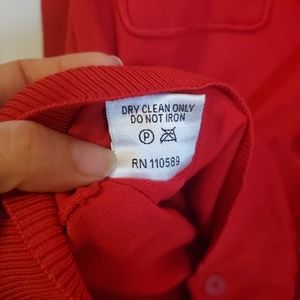 DRY CLEAN ONLY
DO NOT IRON
P
RN 110589